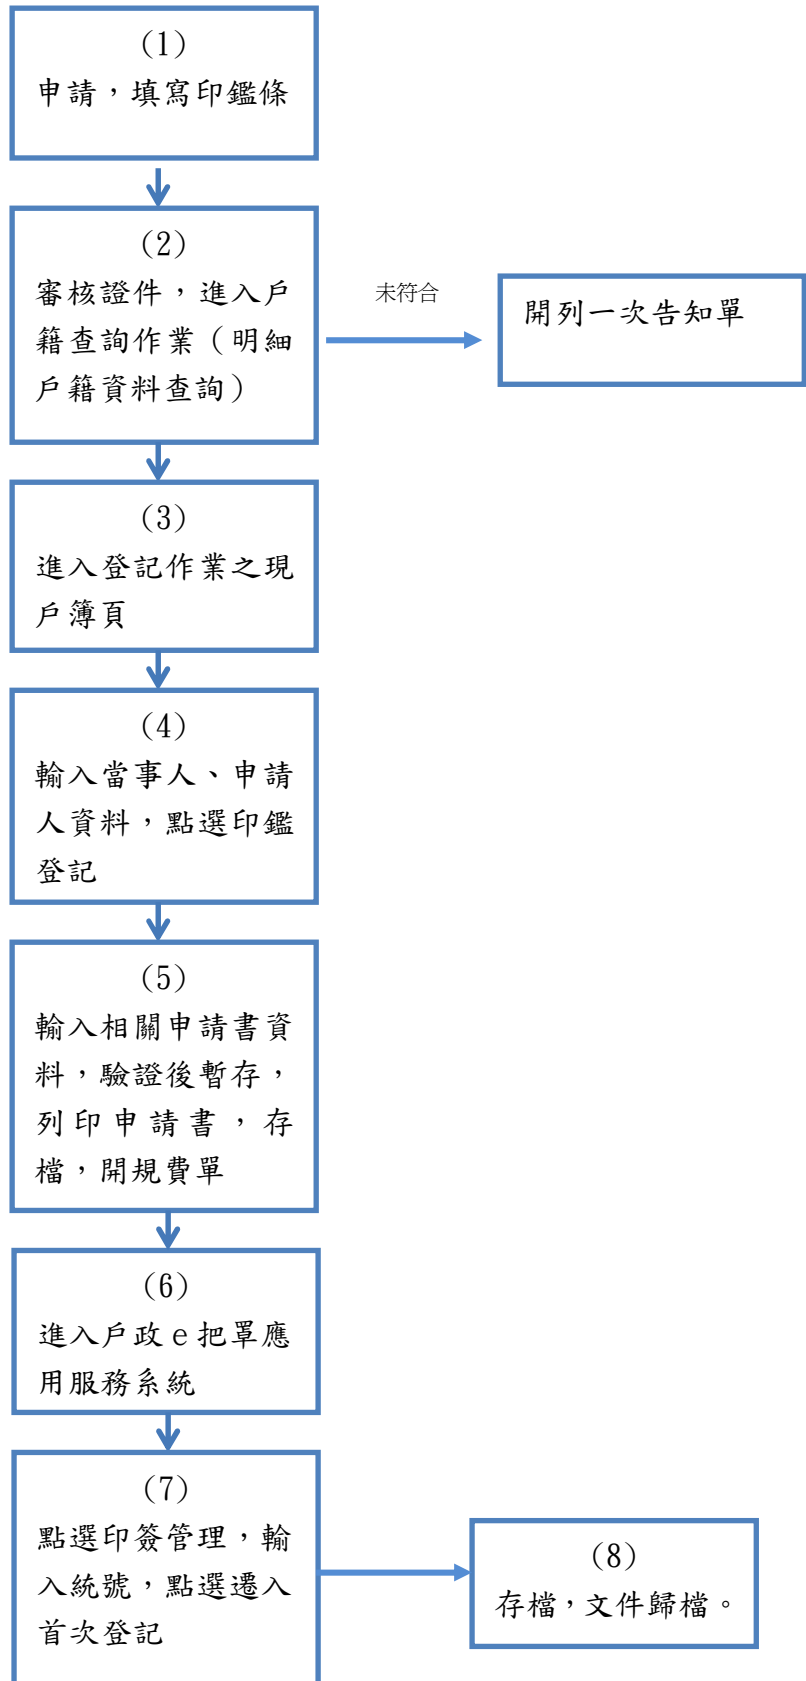 (1)
申請，填寫印鑑條
(2)
審核證件，進入戶
籍查詢作業（明細
戶籍資料查詢）
未符合
開列一次告知單
(3)
進入登記作業之現
戶簿頁
(4)
輸入當事人、申請
人資料，點選印鑑
登記
(5)
輸入相關申請書資
料，驗證後暫存，
列印申請書，存
檔，開規費單
(6)
進入戶政e把罩應
用服務系統
(7)
點選印簽管理，輸
入統號，點選遷入
首次登記
(8)
存檔，文件歸檔。